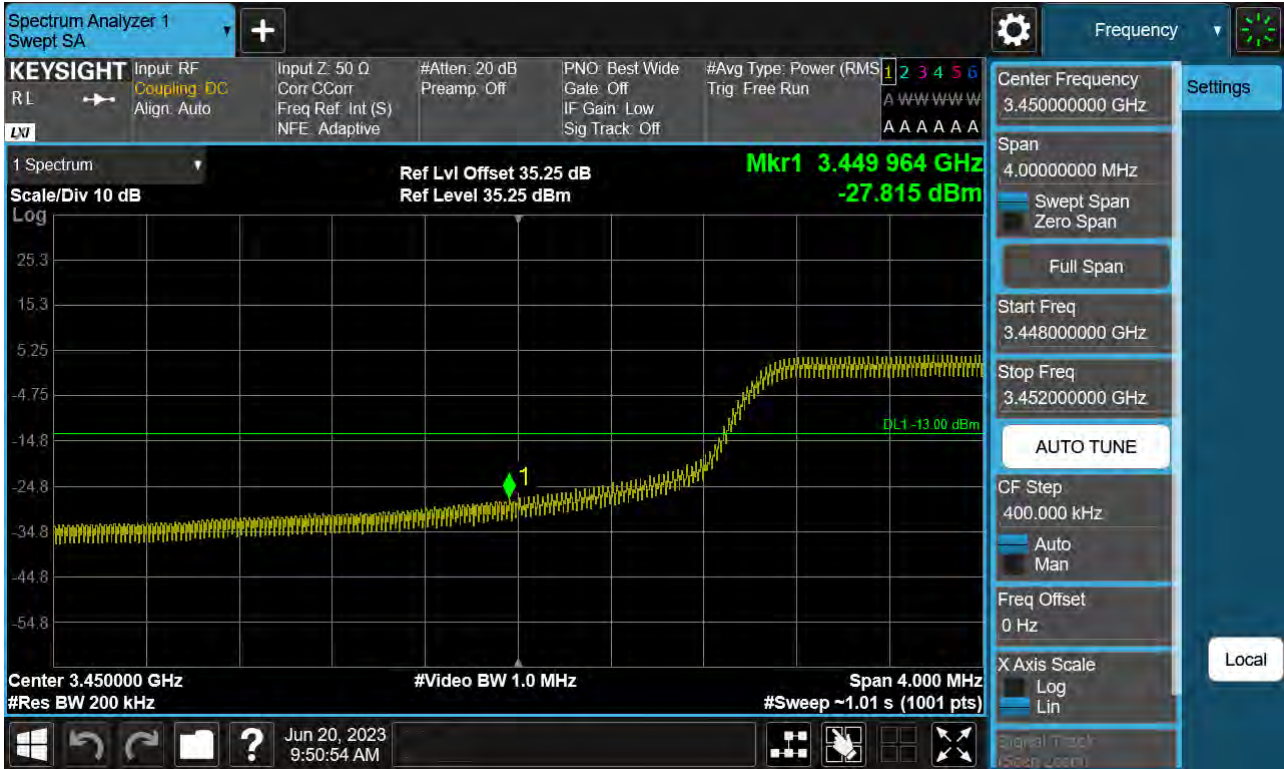 Spectrum Analyzer 1
Swept SA
+
Frequency
KEYSIGHT
RL
LXI
Input: RF
Coupling: DC
Align: Auto
Input Z: 50 Ω
Corr CCorr
Freq Ref: Int (S)
NFE: Adaptive
#Atten: 20 dB
Preamp: Off
PNO: Best Wide
Gate: Off
IF Gain: Low
Sig Track: Off
#Avg Type: Power (RMS
Trig: Free Run
1 2 3 4 5 6
A W W W W W
A A A A A A
1 Spectrum
Scale/Div 10 dB
Log
Ref Lvl Offset 35.25 dB
Ref Level 35.25 dBm
Mkr1 3.449 964 GHz
-27.815 dBm
25.3
15.3
5.25
-4.75
-14.8
-24.8
-34.8
-44.8
-54.8
DL1 -13.00 dBm
1
Center 3.450000 GHz
#Res BW 200 kHz
#Video BW 1.0 MHz
Span 4.000 MHz
#Sweep ~1.01 s (1001 pts)
Center Frequency
3.450000000 GHz
Span
4.00000000 MHz
Swept Span
Zero Span
Full Span
Start Freq
3.448000000 GHz
Stop Freq
3.452000000 GHz
AUTO TUNE
CF Step
400.000 kHz
Auto
Man
Freq Offset
0 Hz
X Axis Scale
Log
Lin
Signal Track
(Span Zoom)
Settings
Local
?
Jun 20, 2023
9:50:54 AM